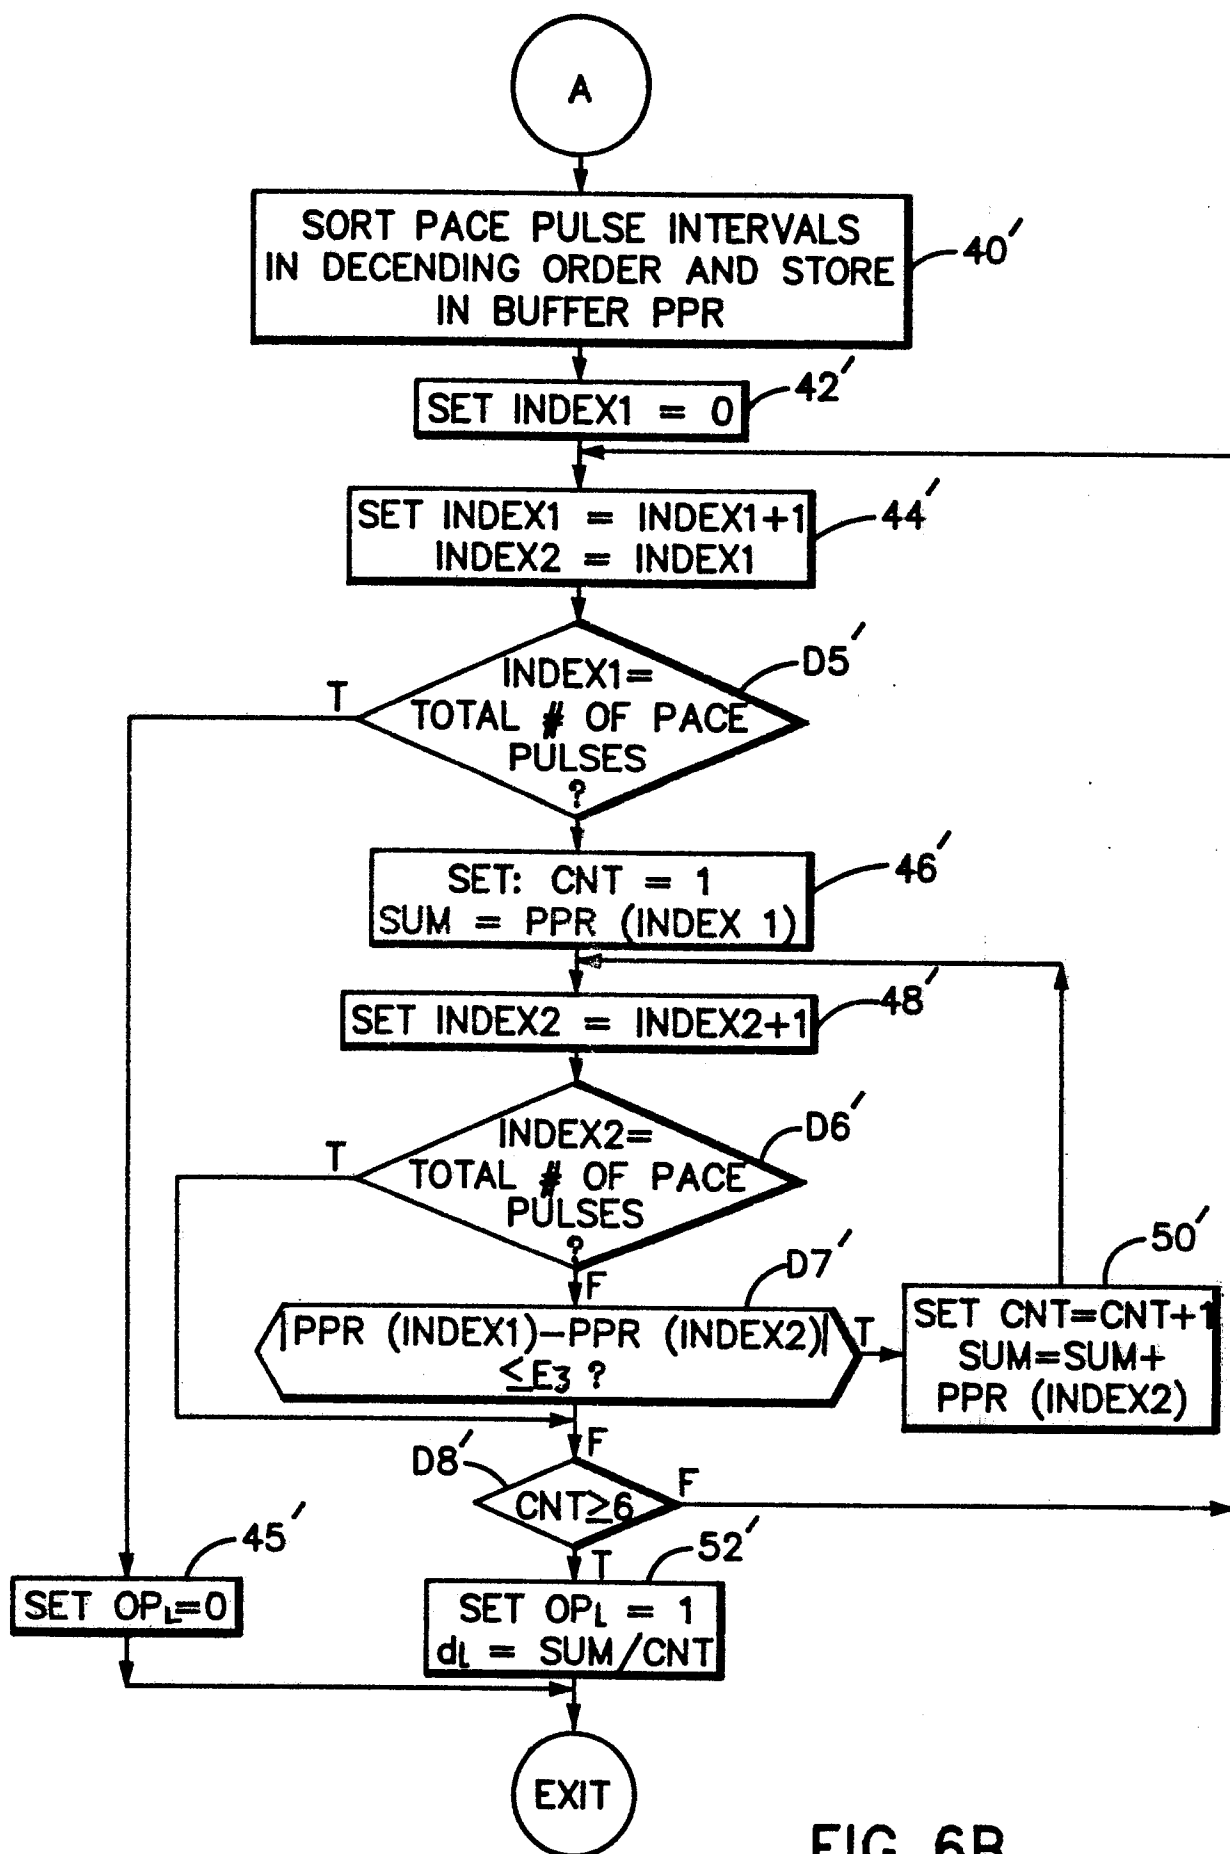 A
SORT PACE PULSE INTERVALS
IN DECENDING ORDER AND STORE
IN BUFFER PPR
40′
SET INDEX1 = 0
42′
SET INDEX1 = INDEX1+1
INDEX2 = INDEX1
44′
INDEX1=
TOTAL # OF PACE
PULSES
?
D5′
T
SET: CNT = 1
SUM = PPR (INDEX 1)
46′
SET INDEX2 = INDEX2+1
48′
INDEX2=
TOTAL # OF PACE
PULSES
?
D6′
T
F
|PPR (INDEX1)-PPR (INDEX2)|
≤E3 ?
D7′
T
SET CNT=CNT+1
SUM=SUM+
PPR (INDEX2)
50′
F
D8′
CNT≥6
F
T
45′
SET OPL=0
52′
SET OPL = 1
dL = SUM/CNT
EXIT
FIG. 6B